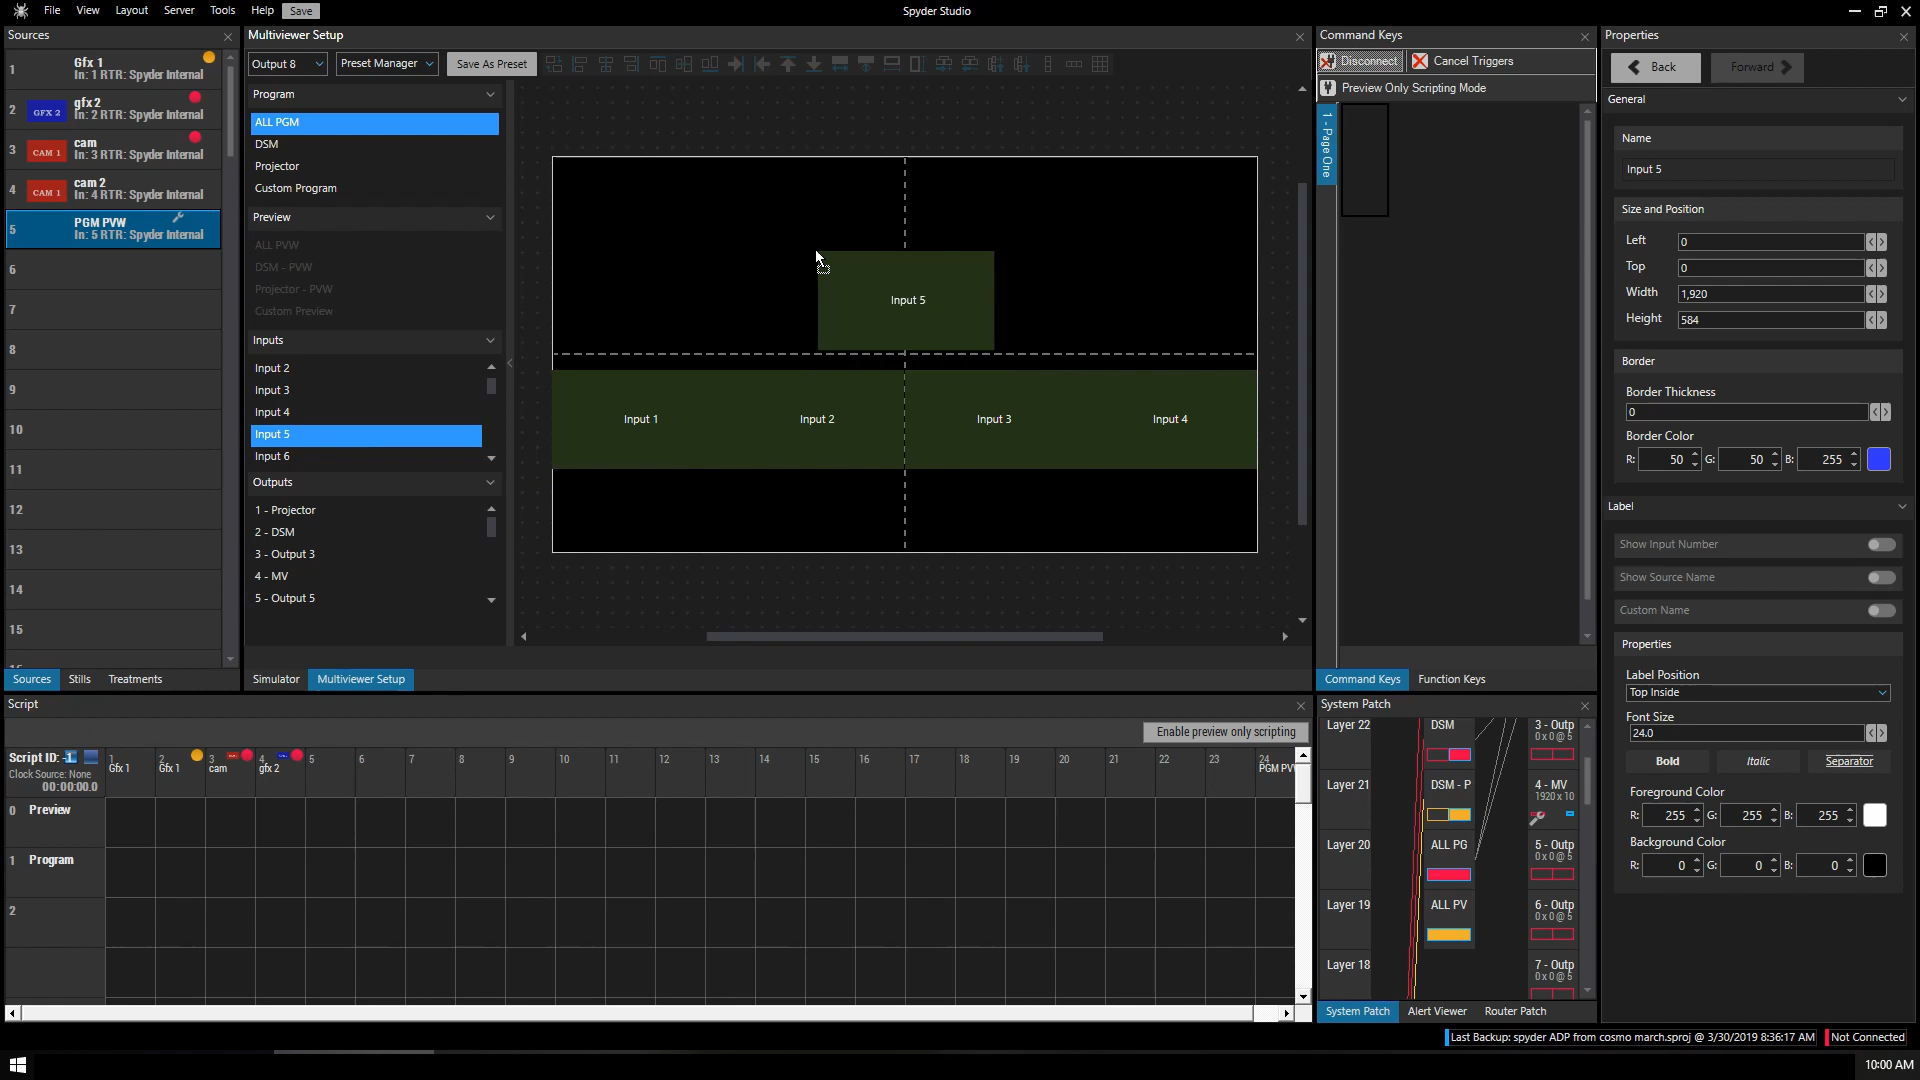 File View Layout Server Tools Help Save
Spyder Studio
Sources
1 Gfx 1
In: 1 RTR: Spyder Internal
2 GFX 2 gfx 2
In: 2 RTR: Spyder Internal
3 CAM 1 cam
In: 3 RTR: Spyder Internal
4 CAM 1 cam 2
In: 4 RTR: Spyder Internal
5 PGM PVW
In: 5 RTR: Spyder Internal
6
7
8
9
10
11
12
13
14
15
Sources Stills Treatments
Multiviewer Setup
Output 8 Preset Manager Save As Preset
Program
ALL PGM
DSM
Projector
Custom Program
Preview
ALL PVW
DSM - PVW
Projector - PVW
Custom Preview
Inputs
Input 2
Input 3
Input 4
Input 5
Input 6
Outputs
1 - Projector
2 - DSM
3 - Output 3
4 - MV
5 - Output 5
Input 5
Input 1 Input 2 Input 3 Input 4
Simulator Multiviewer Setup
Command Keys
Disconnect Cancel Triggers
Preview Only Scripting Mode
1 - Page One
Command Keys Function Keys
Properties
Back Forward
General
Name
Input 5
Size and Position
Left 0
Top 0
Width 1,920
Height 584
Border
Border Thickness
0
Border Color
R: 50 G: 50 B: 255
Label
Show Input Number
Show Source Name
Custom Name
Properties
Label Position
Top Inside
Font Size
24.0
Bold Italic Separator
Foreground Color
R: 255 G: 255 B: 255
Background Color
R: 0 G: 0 B: 0
Script
Enable preview only scripting
Script ID: -1
Clock Source: None
00:00:00.0
1 2 3 4 5 6 7 8 9 10 11 12 13 14 15 16 17 18 19 20 21 22 23 24
Gfx 1 Gfx 1 cam gfx 2 PGM PV
0 Preview
1 Program
2
System Patch
Layer 22 DSM 3 - Outp
0 x 0 @ 5
Layer 21 DSM - P 4 - MV
1920 x 10
Layer 20 ALL PG 5 - Outp
0 x 0 @ 5
Layer 19 ALL PV 6 - Outp
0 x 0 @ 5
Layer 18 7 - Outp
0 x 0 @ 5
System Patch Alert Viewer Router Patch
Last Backup: spyder ADP from cosmo march.sproj @ 3/30/2019 8:36:17 AM Not Connected
10:00 AM